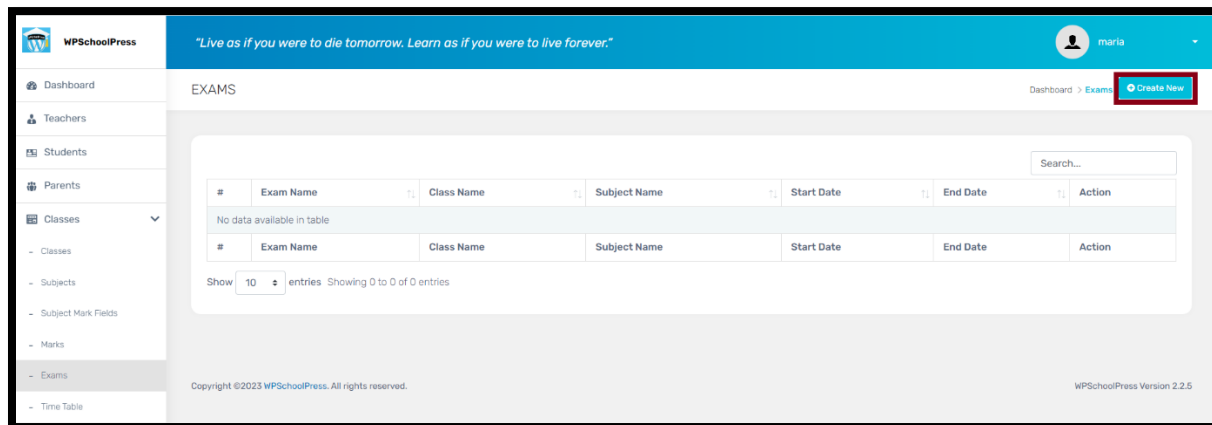 WPSchoolPress
"Live as if you were to die tomorrow. Learn as if you were to live forever."
maria
Dashboard
EXAMS
Dashboard > Exams
Create New
Teachers
Students
Search...
Parents
# Exam Name Class Name Subject Name Start Date End Date Action
Classes
No data available in table
- Classes
# Exam Name Class Name Subject Name Start Date End Date Action
- Subjects
Show 10 entries Showing 0 to 0 of 0 entries
- Subject Mark Fields
- Marks
- Exams
Copyright ©2023 WPSchoolPress. All rights reserved.
WPSchoolPress Version 2.2.5
- Time Table